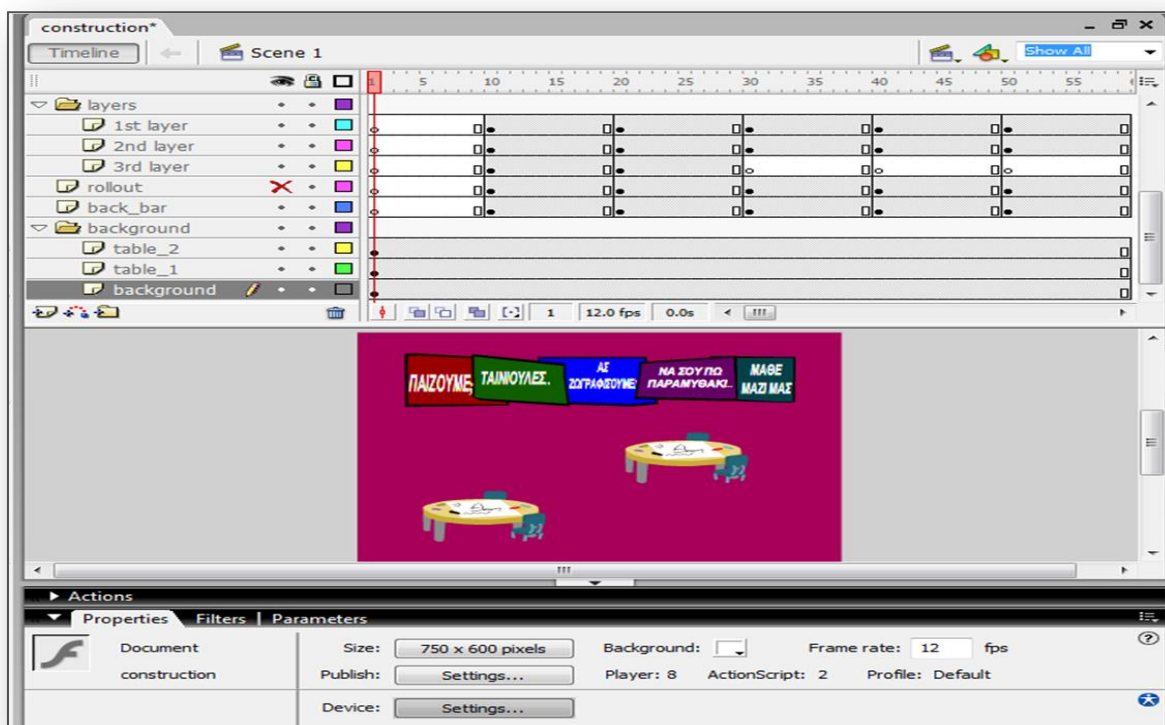 construction*
Timeline Scene 1 Show All
1 5 10 15 20 25 30 35 40 45 50 55
layers
1st layer
2nd layer
3rd layer
rollout
back_bar
background
table_2
table_1
background
1 12.0 fps 0.0s
ΠΑΙΖΟΥΜΕ;
ΤΑΙΝΙΟΥΛΕΣ.
ΑΣ
ΖΩΓΡΑΦΙΣΟΥΜΕ!
ΝΑ ΣΟΥ ΠΩ
ΠΑΡΑΜΥΘΑΚΙ..
ΜΑΘΕ
ΜΑΖΙ ΜΑΣ
Actions
Properties Filters | Parameters
Document Size: 750 x 600 pixels Background: Frame rate: 12 fps
construction Publish: Settings... Player: 8 ActionScript: 2 Profile: Default
Device: Settings...